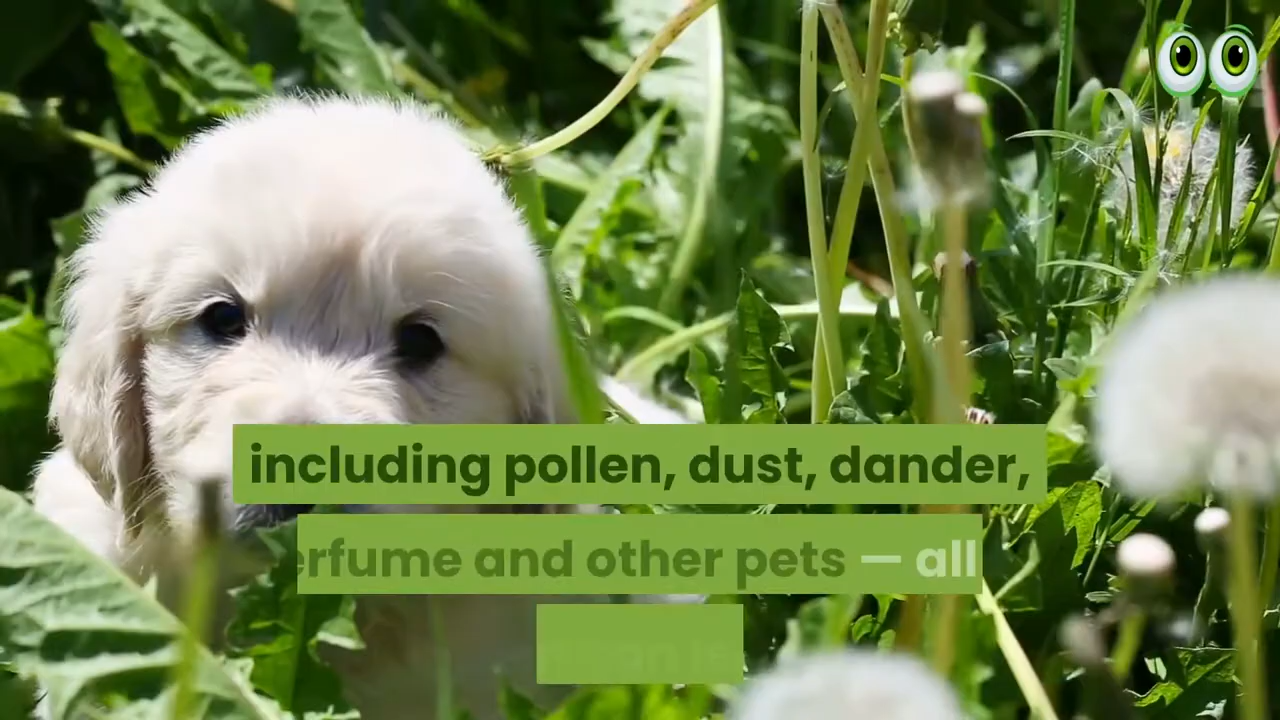 including pollen, dust, dander,
erfume and other pets — all